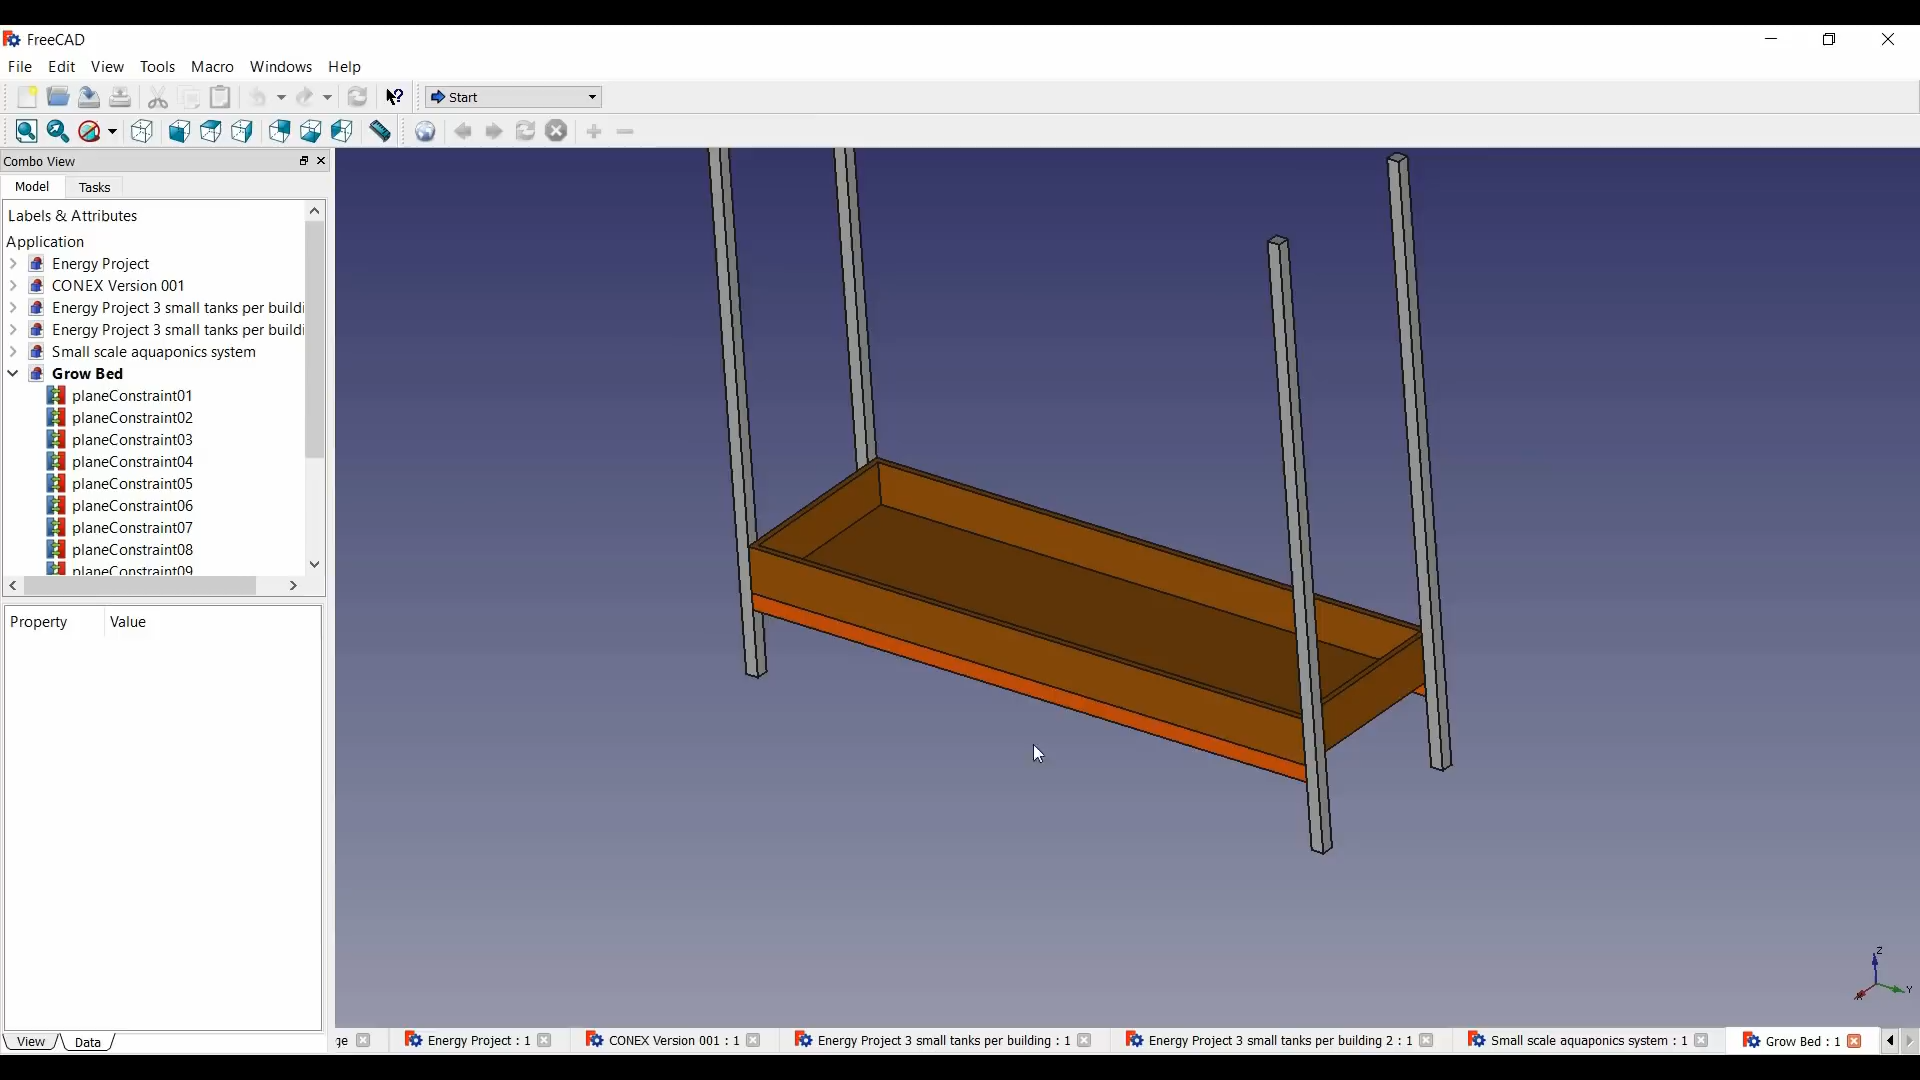 FreeCAD
File Edit View Tools Macro Windows Help
Start
Combo View
Model Tasks
Labels & Attributes
Application
Energy Project
CONEX Version 001
Energy Project 3 small tanks per buildi
Energy Project 3 small tanks per buildi
Small scale aquaponics system
Grow Bed
planeConstraint01
planeConstraint02
planeConstraint03
planeConstraint04
planeConstraint05
planeConstraint06
planeConstraint07
planeConstraint08
planeConstraint09
Property Value
Z
Y
X
View Data
ge Energy Project : 1 CONEX Version 001 : 1 Energy Project 3 small tanks per building : 1 Energy Project 3 small tanks per building 2 : 1 Small scale aquaponics system : 1 Grow Bed : 1